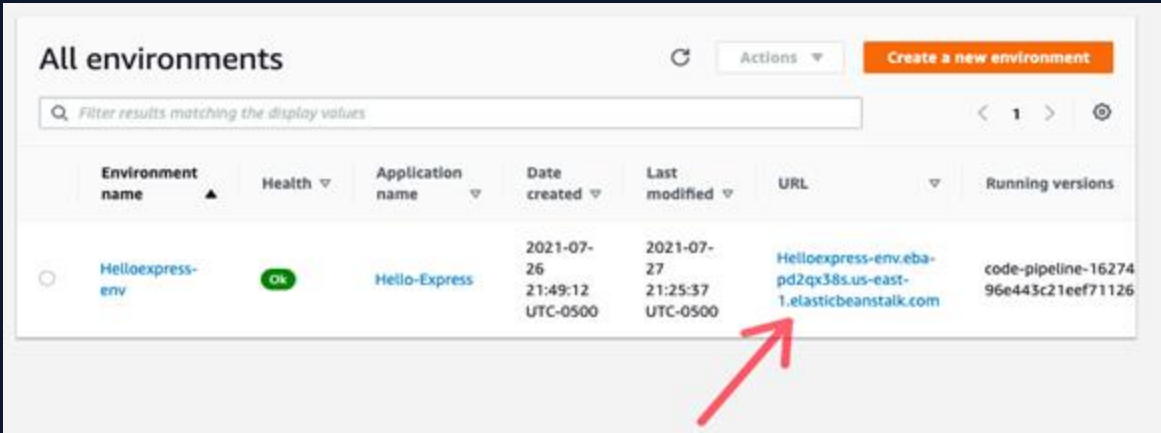 All environments
Actions
Create a new environment
Filter results matching the display values
1
Environment name
Health
Application name
Date created
Last modified
URL
Running versions
Helloexpress-
env
Ok
Hello-Express
2021-07-
26
21:49:12
UTC-0500
2021-07-
27
21:25:37
UTC-0500
Helloexpress-env.eba-
pd2qx38s.us-east-
1.elasticbeanstalk.com
code-pipeline-16274
96e443c21eef71126